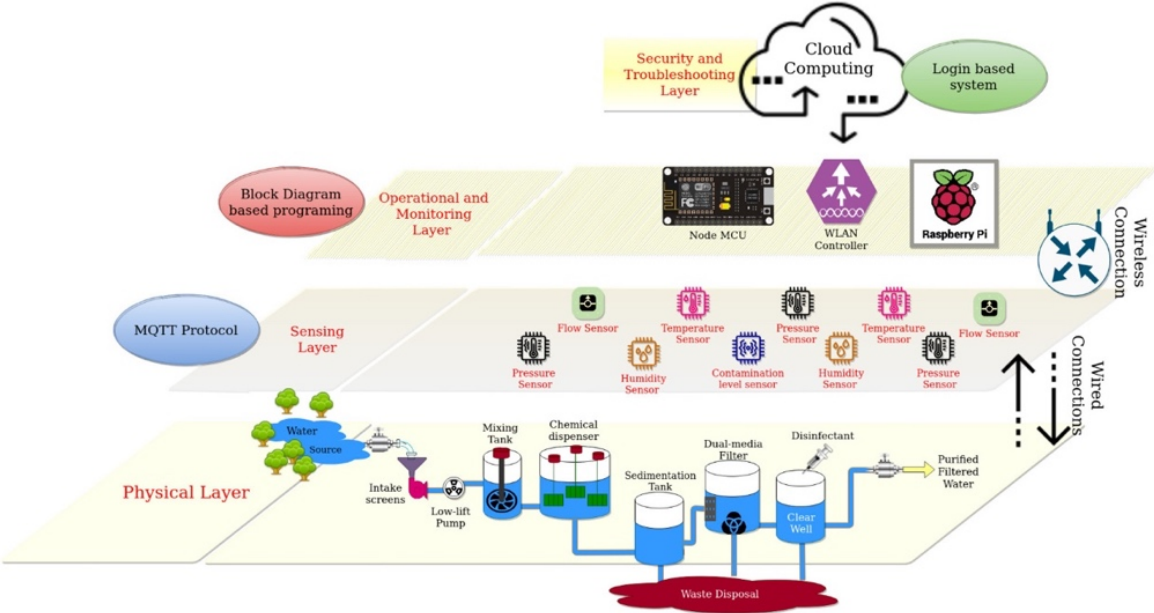 Security and
Troubleshooting
Layer
Cloud
Computing
Login based
system
Block Diagram
based programing
Operational and
Monitoring
Layer
Node MCU
WLAN
Controller
Raspberry Pi
®
Wireless
Connection
MQTT Protocol
Sensing
Layer
Flow Sensor
Temperature
Sensor
Pressure
Sensor
Temperature
Sensor
Flow Sensor
Pressure
Sensor
Humidity
Sensor
Contamination
level sensor
Humidity
Sensor
Pressure
Sensor
Wired
Connections
Physical Layer
Water
Source
Intake
screens
Low-lift
Pump
Mixing
Tank
Chemical
dispenser
Sedimentation
Tank
Dual-media
Filter
Disinfectant
Clear
Well
Purified
Filtered
Water
Waste Disposal